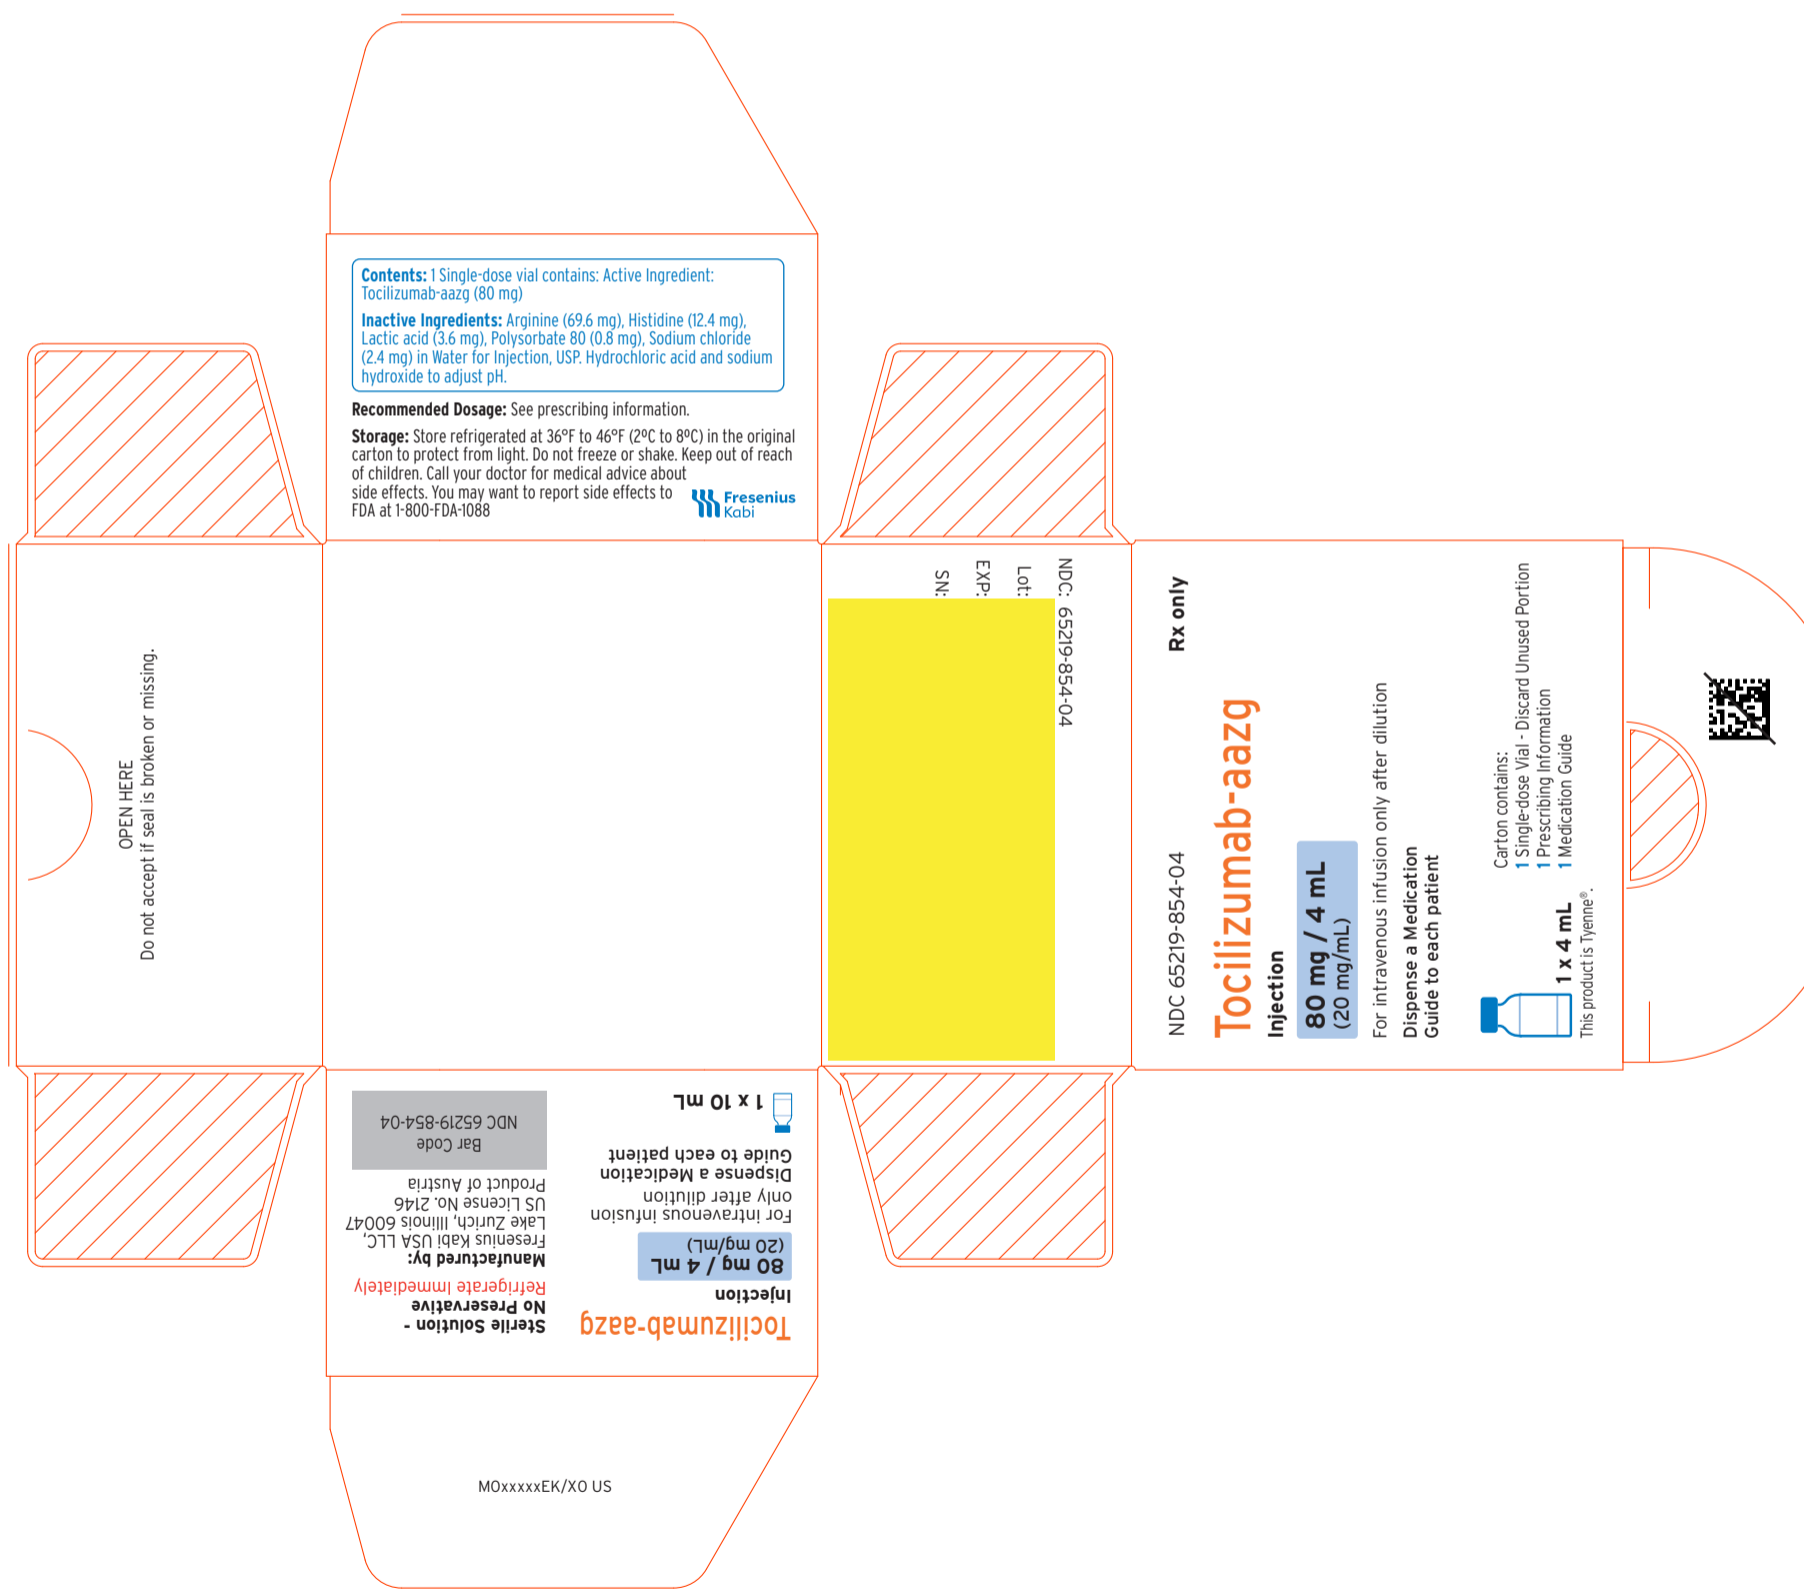 Contents: 1 Single-dose vial contains: Active Ingredient:
Tocilizumab-aazg (80 mg)
Inactive Ingredients: Arginine (69.6 mg), Histidine (12.4 mg),
Lactic acid (3.6 mg), Polysorbate 80 (0.8 mg), Sodium chloride
(2.4 mg) in Water for Injection, USP. Hydrochloric acid and sodium
hydroxide to adjust pH.
Recommended Dosage: See prescribing information.
Storage: Store refrigerated at 36°F to 46°F (2ºC to 8ºC) in the original
carton to protect from light. Do not freeze or shake. Keep out of reach
of children. Call your doctor for medical advice about
side effects. You may want to report side effects to
FDA at 1-800-FDA-1088
Fresenius
Kabi
OPEN HERE
Do not accept if seal is broken or missing.
NDC: 65219-854-04
Lot:
EXP:
SN:
NDC 65219-854-04
Rx only
Tocilizumab-aazg
Injection
80 mg / 4 mL
(20 mg/mL)
For intravenous infusion only after dilution
Dispense a Medication
Guide to each patient
Carton contains:
1 Single-dose Vial - Discard Unused Portion
1 Prescribing Information
1 Medication Guide
1 x 4 mL
This product is Tyenne®.
Tocilizumab-aazg
Injection
80 mg / 4 mL
(20 mg/mL)
For intravenous infusion
only after dilution
Dispense a Medication
Guide to each patient
1 x 10 mL
Sterile Solution -
No Preservative
Refrigerate Immediately
Manufactured by:
Fresenius Kabi USA LLC,
Lake Zurich, Illinois 60047
US License No. 2146
Product of Austria
Bar Code
NDC 65219-854-04
M0xxxxxEK/X0 US